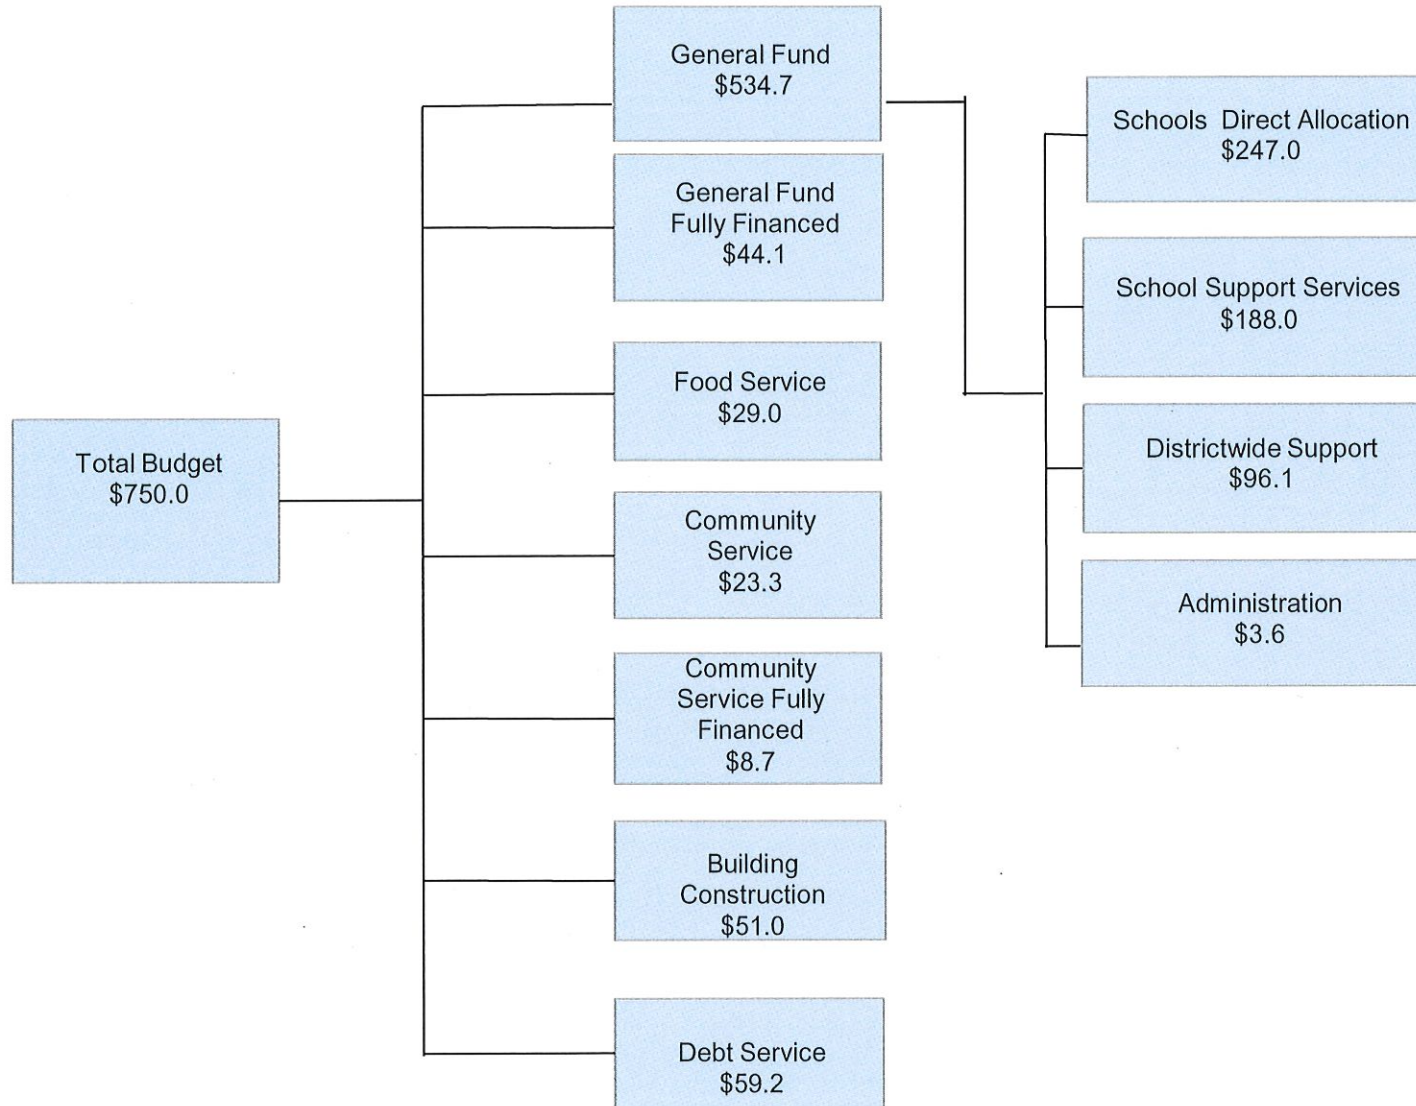 Total Budget
$750.0
General Fund
$534.7
General Fund
Fully Financed
$44.1
Food Service
$29.0
Community
Service
$23.3
Community
Service Fully
Financed
$8.7
Building
Construction
$51.0
Debt Service
$59.2
Schools Direct Allocation
$247.0
School Support Services
$188.0
Districtwide Support
$96.1
Administration
$3.6